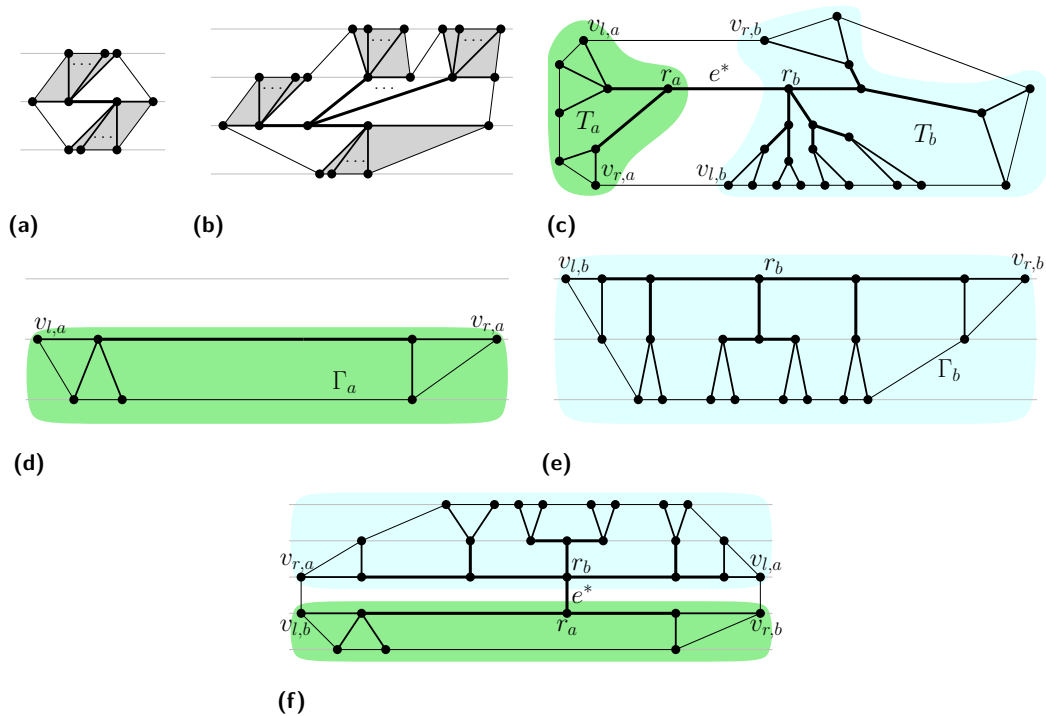 ... ... ...
... ...
...
...
(a)
(b)
v_{l,a} v_{r,b}
r_a e* r_b
T_a T_b
v_{r,a} v_{l,b}
(c)
v_{l,a} v_{r,a}
Γ_a
(d)
v_{l,b} r_b v_{r,b}
Γ_b
(e)
v_{r,a} r_b v_{l,a}
e*
v_{l,b} r_a v_{r,b}
(f)